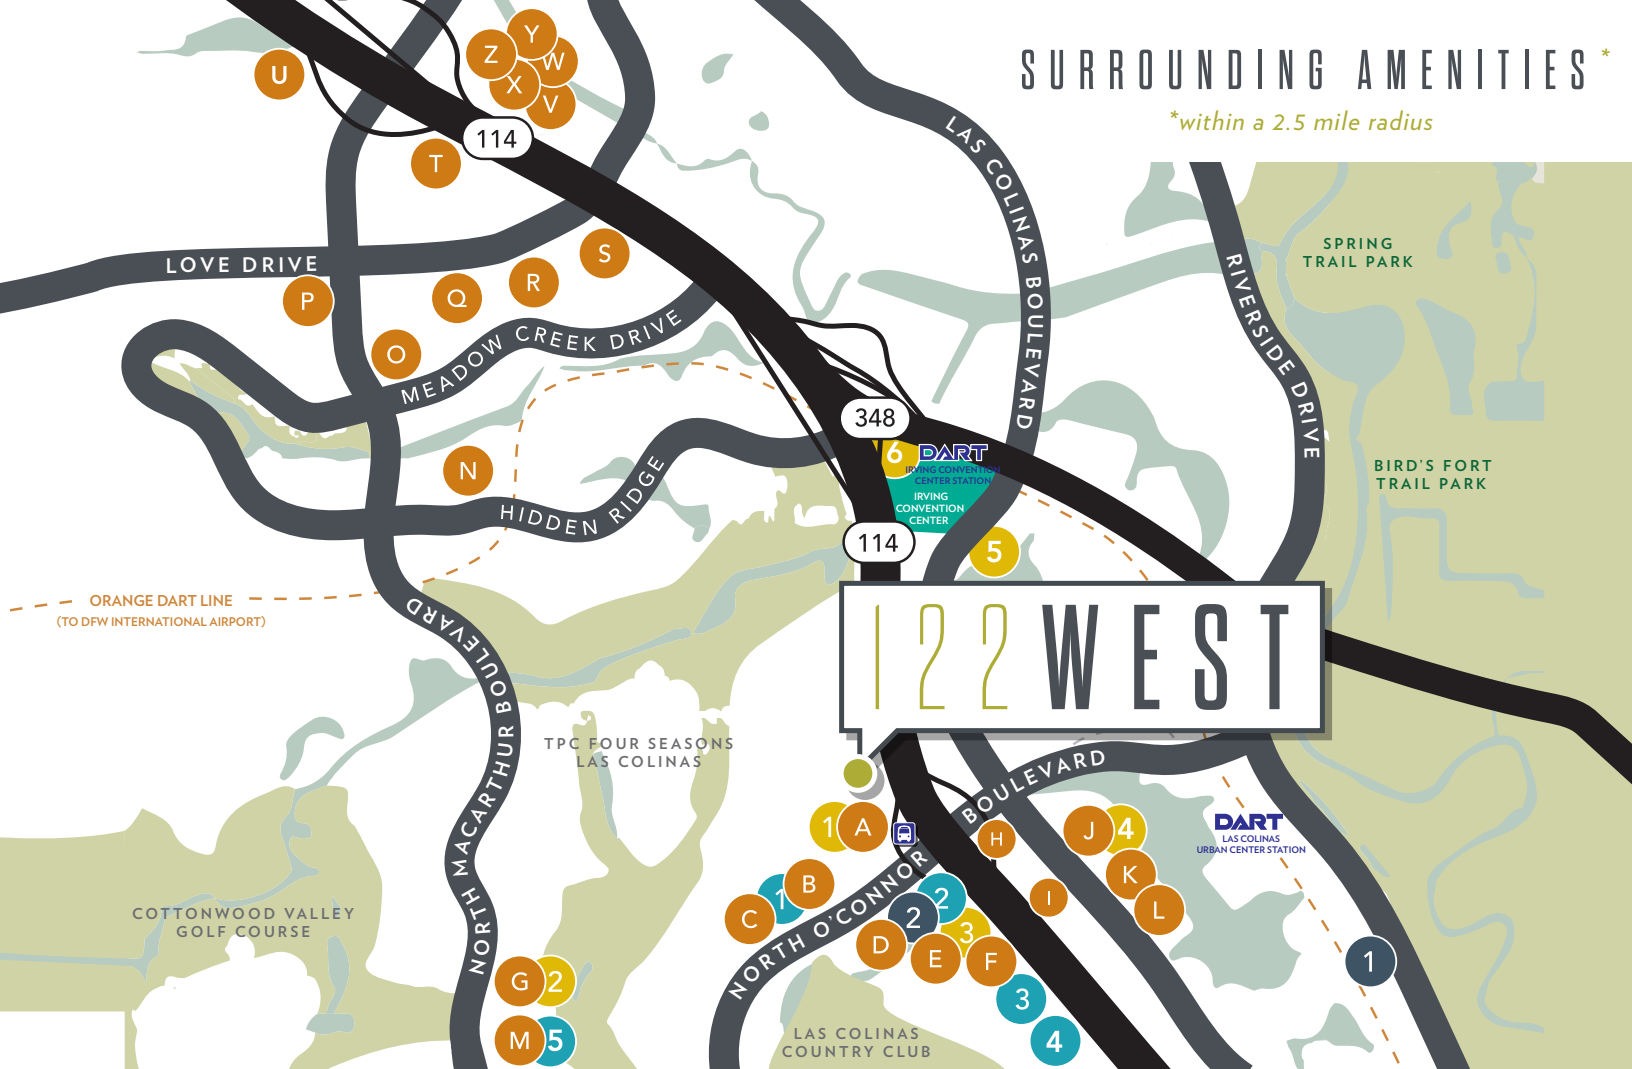 SURROUNDING AMENITIES*
*within a 2.5 mile radius
U
Z
Y
W
X
V
114
T
LAS COLINAS BOULEVARD
SPRING
TRAIL PARK
LOVE DRIVE
P
Q
R
S
RIVERSIDE DRIVE
O
MEADOW CREEK DRIVE
348
6
DART
IRVING CONVENTION
CENTER STATION
IRVING
CONVENTION
CENTER
BIRD'S FORT
TRAIL PARK
N
HIDDEN RIDGE
114
5
ORANGE DART LINE
(TO DFW INTERNATIONAL AIRPORT)
122WEST
NORTH MACARTHUR BOULEVARD
TPC FOUR SEASONS
LAS COLINAS
NORTH O'CONNOR BOULEVARD
1
A
H
J
4
DART
LAS COLINAS
URBAN CENTER STATION
K
L
I
B
1
C
2
2
3
D
E
F
3
4
1
COTTONWOOD VALLEY
GOLF COURSE
G
2
M
5
LAS COLINAS
COUNTRY CLUB